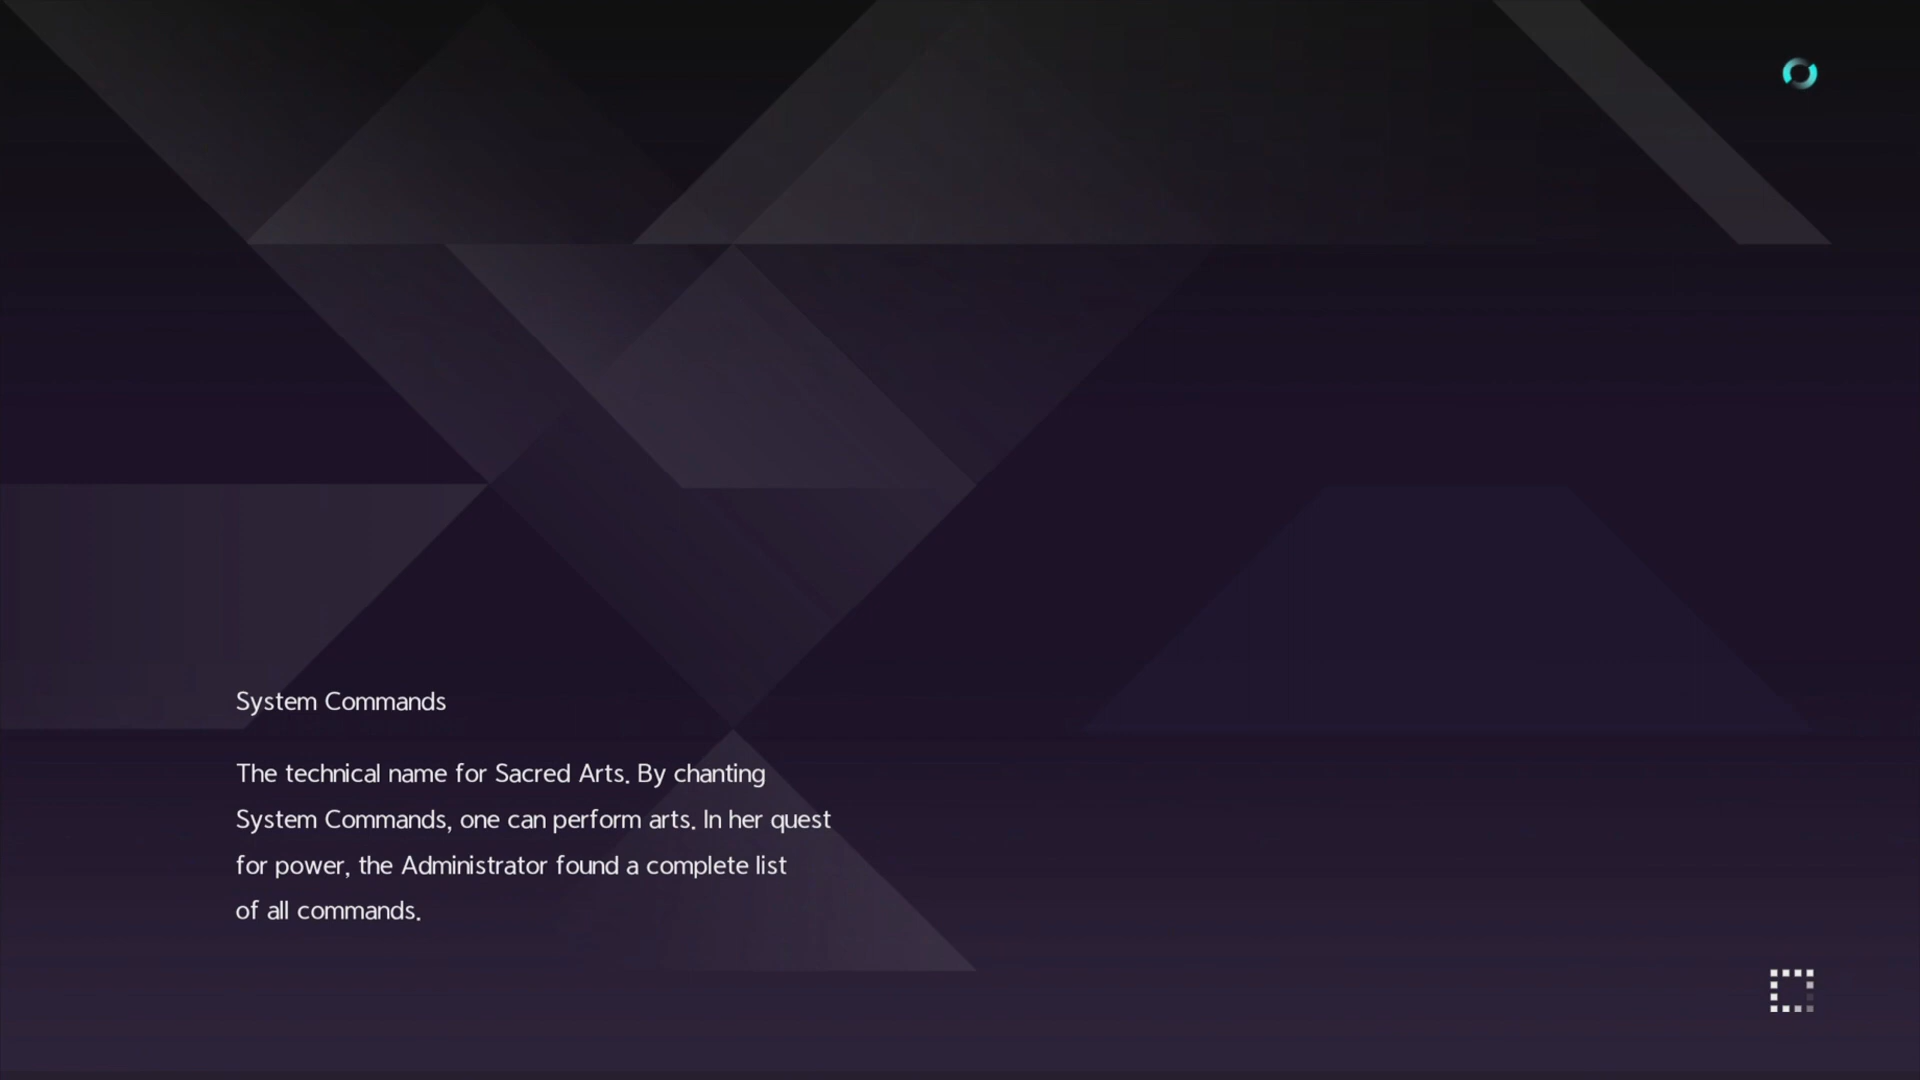 System Commands
The technical name for Sacred Arts. By chanting
System Commands, one can perform arts. In her quest
for power, the Administrator found a complete list
of all commands.